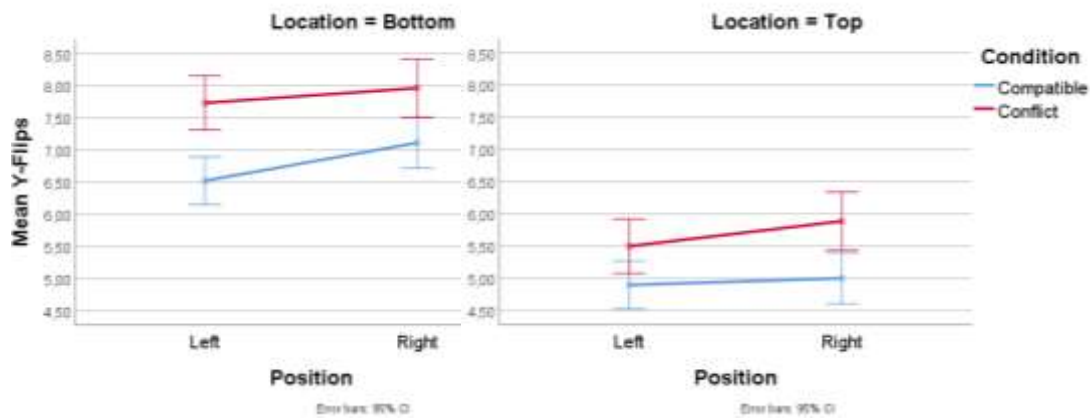 Location = Bottom
Location = Top
Mean Y-Flips
8,50
8,00
7,50
7,00
6,50
6,00
5,50
5,00
4,50
Left
Right
Position
Error bars: 95% CI
8,50
8,00
7,50
7,00
6,50
6,00
5,50
5,00
4,50
Left
Right
Position
Error bars: 95% CI
Condition
Compatible
Conflict